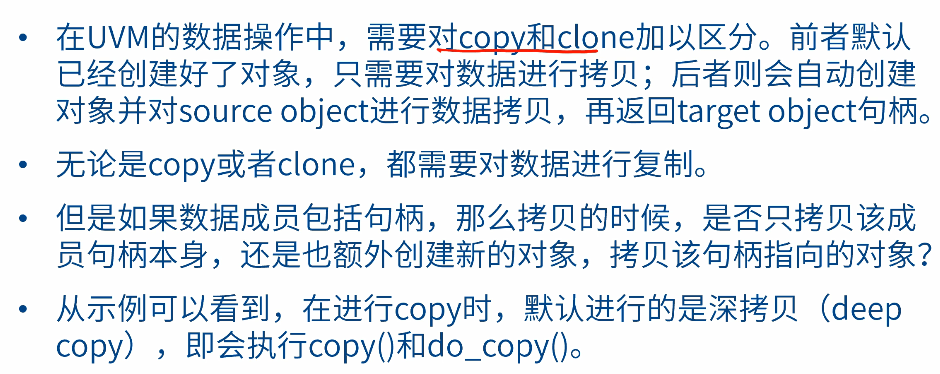 • 在UVM的数据操作中，需要对copy和clone加以区分。前者默认
已经创建好了对象，只需要对数据进行拷贝；后者则会自动创建
对象并对source object进行数据拷贝，再返回target object句柄。
• 无论是copy或者clone，都需要对数据进行复制。
• 但是如果数据成员包括句柄，那么拷贝的时候，是否只拷贝该成
员句柄本身，还是也额外创建新的对象，拷贝该句柄指向的对象？
• 从示例可以看到，在进行copy时，默认进行的是深拷贝（deep
copy），即会执行copy()和do_copy()。